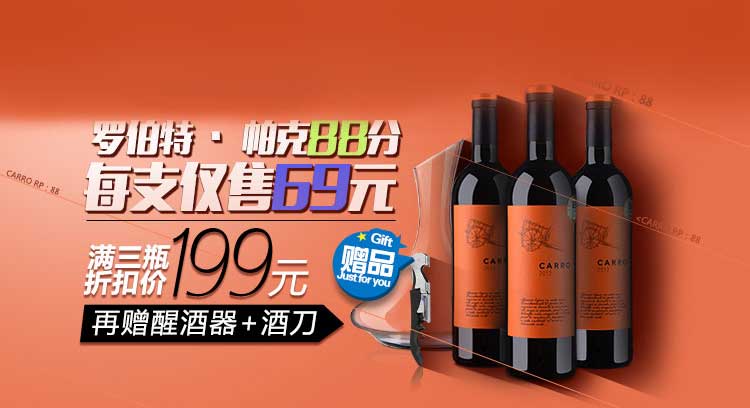 罗伯特·帕克88分
每支仅售69元
满三瓶
折扣价
199元
再赠醒酒器+酒刀
Gift
赠品
Just for you
CARRO RP : 88
CARRO RP : 88
<CARRO RP : 88
CARRO
2012
CARRO